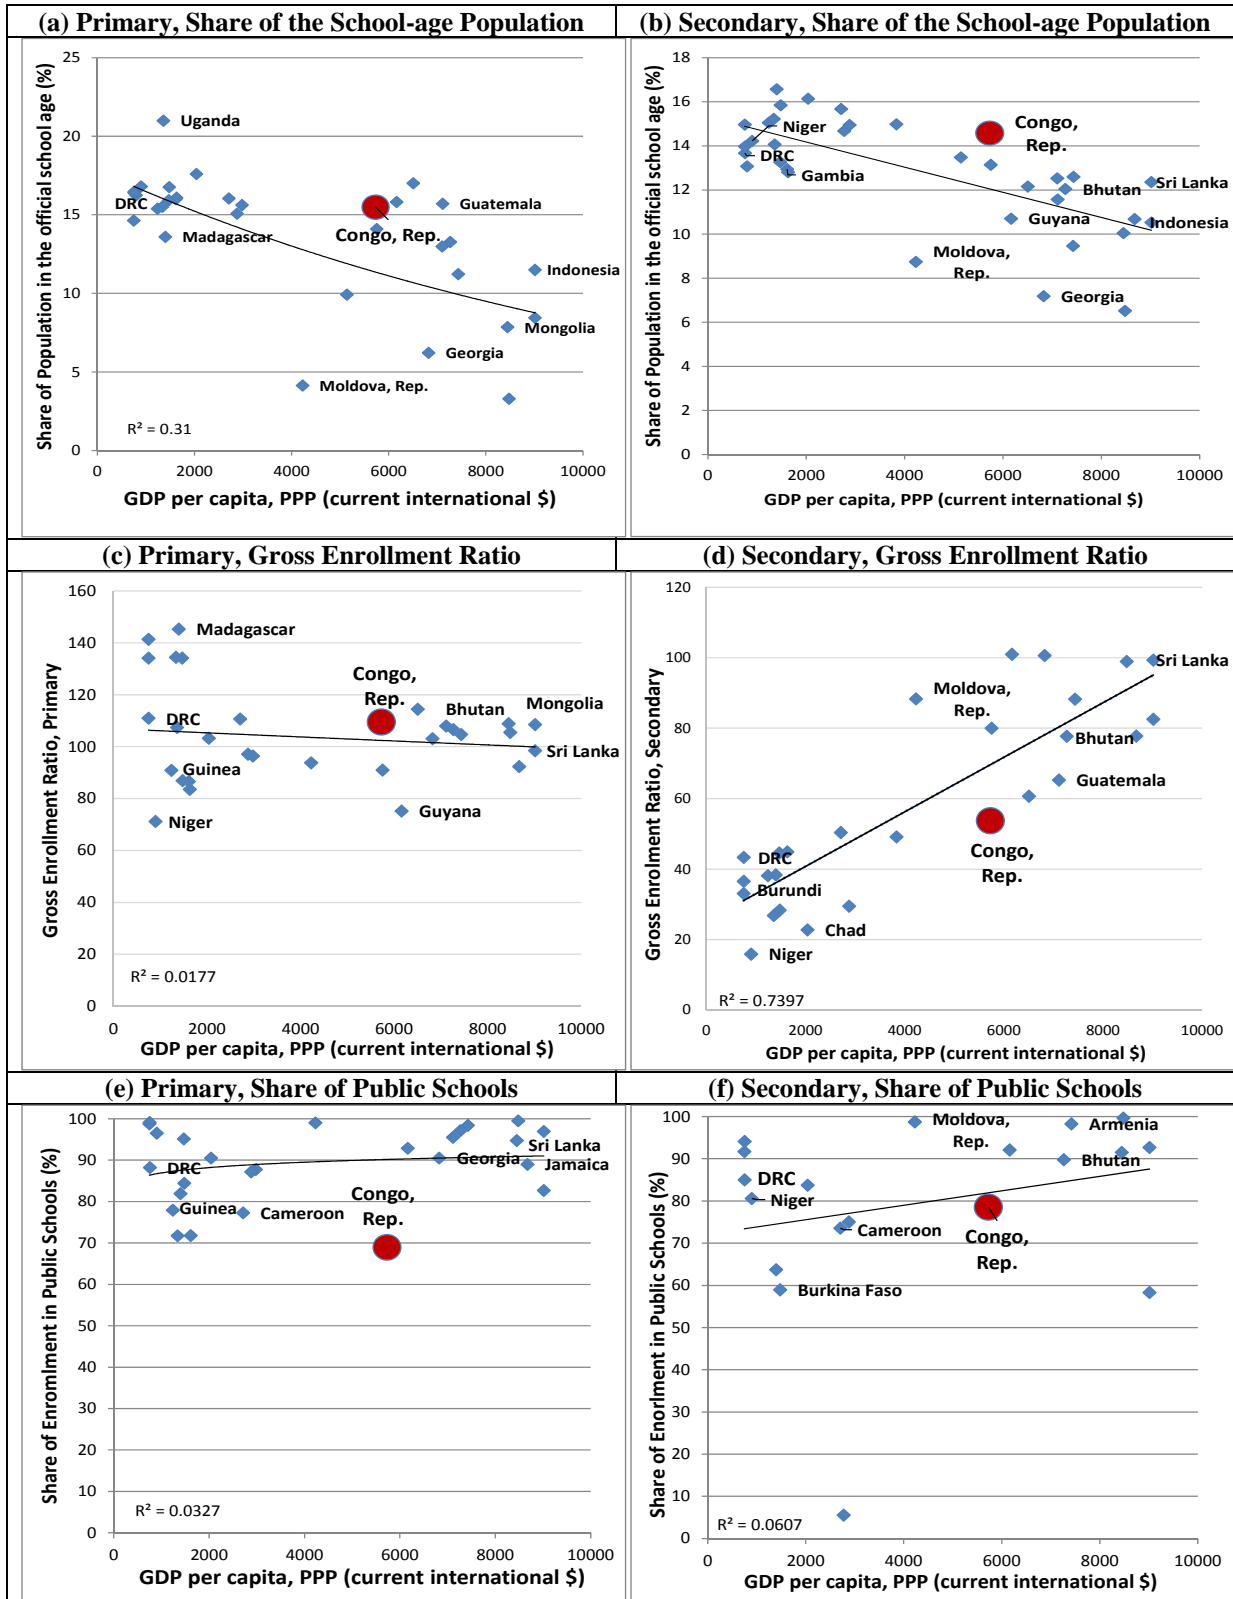 (a) Primary, Share of the School-age Population
(b) Secondary, Share of the School-age Population
Share of Population in the official school age (%)
25
20
15
10
5
0
Uganda
DRC
Madagascar
Guatemala
Congo, Rep.
Indonesia
Mongolia
Georgia
Moldova, Rep.
R² = 0.31
0 2000 4000 6000 8000 10000
GDP per capita, PPP (current international $)
Share of Population in the official school age (%)
18
16
14
12
10
8
6
4
2
0
Niger
DRC
Gambia
Congo,
Rep.
Bhutan
Sri Lanka
Guyana
Indonesia
Moldova,
Rep.
Georgia
0 2000 4000 6000 8000 10000
GDP per capita, PPP (current international $)
(c) Primary, Gross Enrollment Ratio
(d) Secondary, Gross Enrollment Ratio
Gross Enrollment Ratio, Primary
160
140
120
100
80
60
40
20
0
Madagascar
Congo,
Rep.
DRC
Bhutan
Mongolia
Guinea
Sri Lanka
Niger
Guyana
R² = 0.0177
0 2000 4000 6000 8000 10000
GDP per capita, PPP (current international $)
Gross Enrolment Ratio, Secondary
120
100
80
60
40
20
0
Sri Lanka
Moldova,
Rep.
Bhutan
Guatemala
Congo,
Rep.
DRC
Burundi
Chad
Niger
R² = 0.7397
0 2000 4000 6000 8000 10000
GDP per capita, PPP (current international $)
(e) Primary, Share of Public Schools
(f) Secondary, Share of Public Schools
Share of Enromlment in Public Schools (%)
100
90
80
70
60
50
40
30
20
10
0
Sri Lanka
DRC
Georgia
Jamaica
Guinea
Cameroon
Congo,
Rep.
R² = 0.0327
0 2000 4000 6000 8000 10000
GDP per capita, PPP (current international $)
Share of Enorlment in Public Schools (%)
100
90
80
70
60
50
40
30
20
10
0
Moldova,
Rep.
Armenia
Bhutan
DRC
Niger
Cameroon
Congo,
Rep.
Burkina Faso
R² = 0.0607
0 2000 4000 6000 8000 10000
GDP per capita, PPP (current international $)